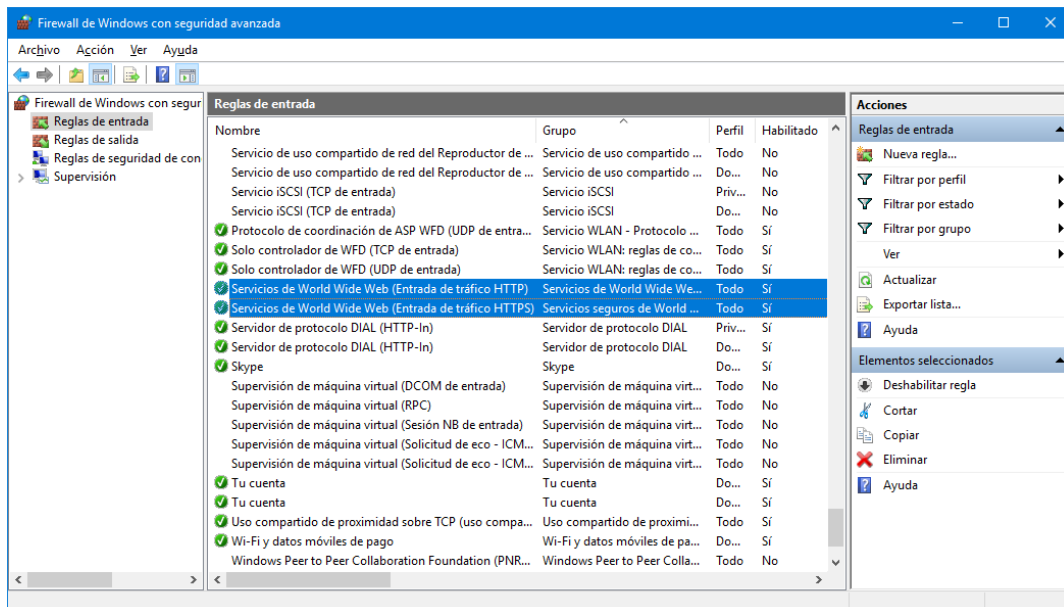 Firewall de Windows con seguridad avanzada
Archivo Acción Ver Ayuda
Firewall de Windows con segur
Reglas de entrada
Reglas de salida
Reglas de seguridad de con
Supervisión
Reglas de entrada
Nombre Grupo Perfil Habilitado
Servicio de uso compartido de red del Reproductor de ... Servicio de uso compartido ... Todo No
Servicio de uso compartido de red del Reproductor de ... Servicio de uso compartido ... Do... No
Servicio iSCSI (TCP de entrada) Servicio iSCSI Priv... No
Servicio iSCSI (TCP de entrada) Servicio iSCSI Do... No
Protocolo de coordinación de ASP WFD (UDP de entra... Servicio WLAN - Protocolo ... Todo Sí
Solo controlador de WFD (TCP de entrada) Servicio WLAN: reglas de co... Todo Sí
Solo controlador de WFD (UDP de entrada) Servicio WLAN: reglas de co... Todo Sí
Servicios de World Wide Web (Entrada de tráfico HTTP) Servicios de World Wide We... Todo Sí
Servicios de World Wide Web (Entrada de tráfico HTTPS) Servicios seguros de World ... Todo Sí
Servidor de protocolo DIAL (HTTP-In) Servidor de protocolo DIAL Priv... Sí
Servidor de protocolo DIAL (HTTP-In) Servidor de protocolo DIAL Do... Sí
Skype Skype Do... Sí
Supervisión de máquina virtual (DCOM de entrada) Supervisión de máquina virt... Todo No
Supervisión de máquina virtual (RPC) Supervisión de máquina virt... Todo No
Supervisión de máquina virtual (Sesión NB de entrada) Supervisión de máquina virt... Todo No
Supervisión de máquina virtual (Solicitud de eco - ICM... Supervisión de máquina virt... Todo No
Supervisión de máquina virtual (Solicitud de eco - ICM... Supervisión de máquina virt... Todo No
Tu cuenta Tu cuenta Do... Sí
Tu cuenta Tu cuenta Do... Sí
Uso compartido de proximidad sobre TCP (uso compa... Uso compartido de proximi... Todo Sí
Wi-Fi y datos móviles de pago Wi-Fi y datos móviles de pa... Do... Sí
Windows Peer to Peer Collaboration Foundation (PNR... Windows Peer to Peer Colla... Todo No
Acciones
Reglas de entrada
Nueva regla...
Filtrar por perfil
Filtrar por estado
Filtrar por grupo
Ver
Actualizar
Exportar lista...
Ayuda
Elementos seleccionados
Deshabilitar regla
Cortar
Copiar
Eliminar
Ayuda